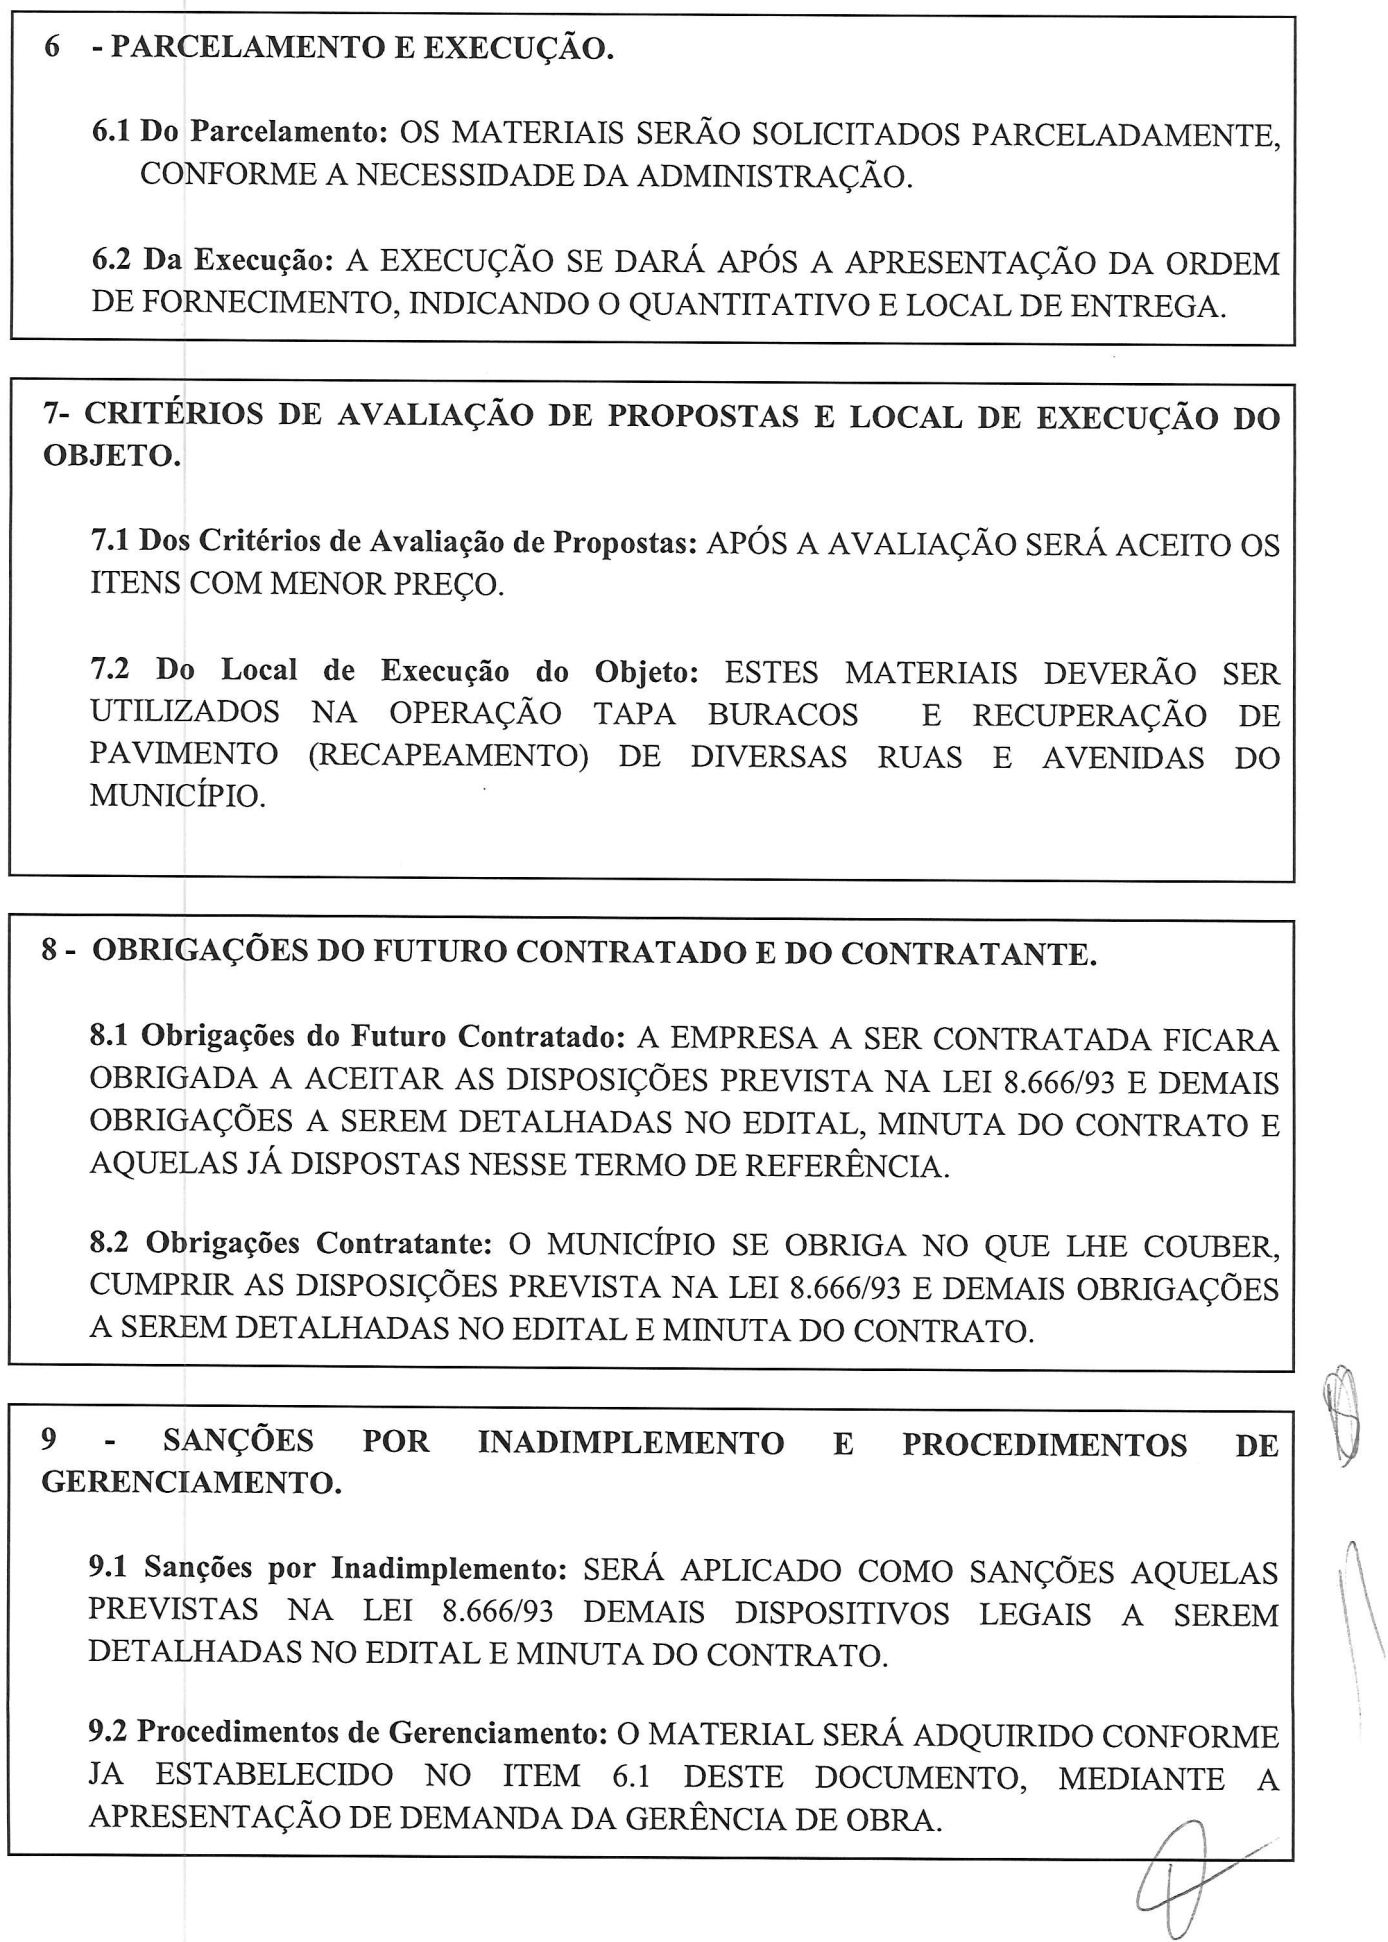 6 - PARCELAMENTO E EXECUÇÃO.
6.1 Do Parcelamento: OS MATERIAIS SERÃO SOLICITADOS PARCELADAMENTE,
CONFORME A NECESSIDADE DA ADMINISTRAÇÃO.
6.2 Da Execução: A EXECUÇÃO SE DARÁ APÓS A APRESENTAÇÃO DA ORDEM
DE FORNECIMENTO, INDICANDO O QUANTITATIVO E LOCAL DE ENTREGA.
7- CRITÉRIOS DE AVALIAÇÃO DE PROPOSTAS E LOCAL DE EXECUÇÃO DO
OBJETO.
7.1 Dos Critérios de Avaliação de Propostas: APÓS A AVALIAÇÃO SERÁ ACEITO OS
ITENS COM MENOR PREÇO.
7.2 Do Local de Execução do Objeto: ESTES MATERIAIS DEVERÃO SER
UTILIZADOS NA OPERAÇÃO TAPA BURACOS E RECUPERAÇÃO DE
PAVIMENTO (RECAPEAMENTO) DE DIVERSAS RUAS E AVENIDAS DO
MUNICÍPIO.
8 - OBRIGAÇÕES DO FUTURO CONTRATADO E DO CONTRATANTE.
8.1 Obrigações do Futuro Contratado: A EMPRESA A SER CONTRATADA FICARA
OBRIGADA A ACEITAR AS DISPOSIÇÕES PREVISTA NA LEI 8.666/93 E DEMAIS
OBRIGAÇÕES A SEREM DETALHADAS NO EDITAL, MINUTA DO CONTRATO E
AQUELAS JÁ DISPOSTAS NESSE TERMO DE REFERÊNCIA.
8.2 Obrigações Contratante: O MUNICÍPIO SE OBRIGA NO QUE LHE COUBER,
CUMPRIR AS DISPOSIÇÕES PREVISTA NA LEI 8.666/93 E DEMAIS OBRIGAÇÕES
A SEREM DETALHADAS NO EDITAL E MINUTA DO CONTRATO.
9 - SANÇÕES POR INADIMPLEMENTO E PROCEDIMENTOS DE
GERENCIAMENTO.
9.1 Sanções por Inadimplemento: SERÁ APLICADO COMO SANÇÕES AQUELAS
PREVISTAS NA LEI 8.666/93 DEMAIS DISPOSITIVOS LEGAIS A SEREM
DETALHADAS NO EDITAL E MINUTA DO CONTRATO.
9.2 Procedimentos de Gerenciamento: O MATERIAL SERÁ ADQUIRIDO CONFORME
JA ESTABELECIDO NO ITEM 6.1 DESTE DOCUMENTO, MEDIANTE A
APRESENTAÇÃO DE DEMANDA DA GERÊNCIA DE OBRA.